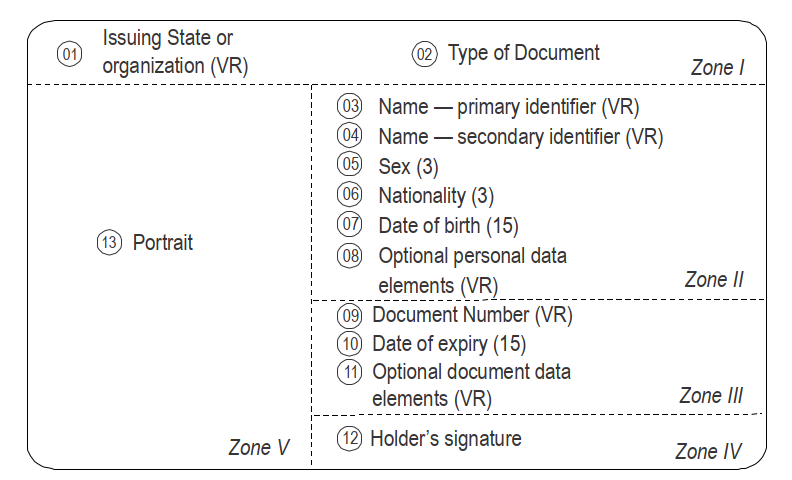 01 Issuing State or
organization (VR)
02 Type of Document
Zone I
03 Name — primary identifier (VR)
04 Name — secondary identifier (VR)
05 Sex (3)
06 Nationality (3)
07 Date of birth (15)
08 Optional personal data
elements (VR)
Zone II
13 Portrait
09 Document Number (VR)
10 Date of expiry (15)
11 Optional document data
elements (VR)
Zone III
12 Holder’s signature
Zone IV
Zone V